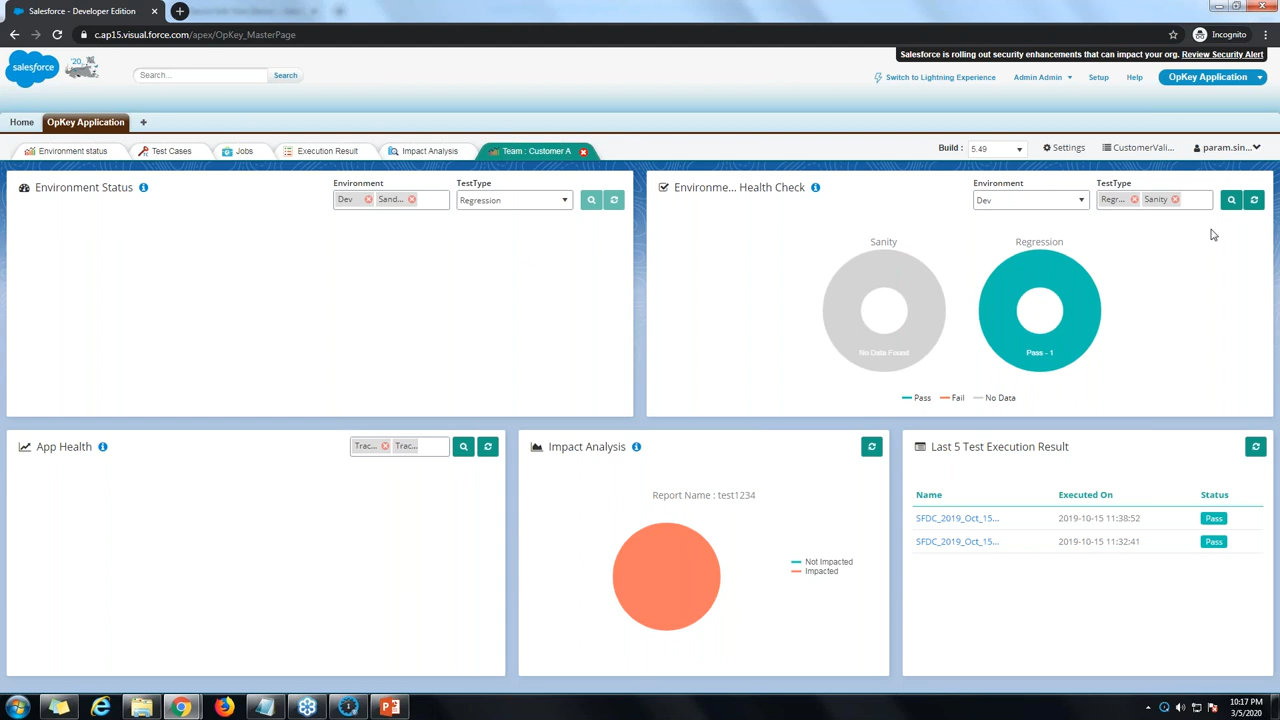 Salesforce - Developer Edition
c.ap15.visual.force.com/apex/OpKey_MasterPage
Incognito
Salesforce is rolling out security enhancements that can impact your org. Review Security Alert
salesforce
'20
Search...
Search
Switch to Lightning Experience
Admin Admin
Setup
Help
OpKey Application
Home
OpKey Application
Environment status
Test Cases
Jobs
Execution Result
Impact Analysis
Team : Customer A
Build :
5.49
Settings
CustomerVali...
param.sin...
Environment Status
Environment
Dev
Sand...
TestType
Regression
Environme... Health Check
Environment
Dev
TestType
Regr...
Sanity
Sanity
Regression
No Data Found
Pass - 1
Pass
Fail
No Data
App Health
Trac...
Trac...
Impact Analysis
Report Name : test1234
Not Impacted
Impacted
Last 5 Test Execution Result
Name Executed On Status
SFDC_2019_Oct_15... 2019-10-15 11:38:52 Pass
SFDC_2019_Oct_15... 2019-10-15 11:32:41 Pass
10:17 PM
3/5/2020